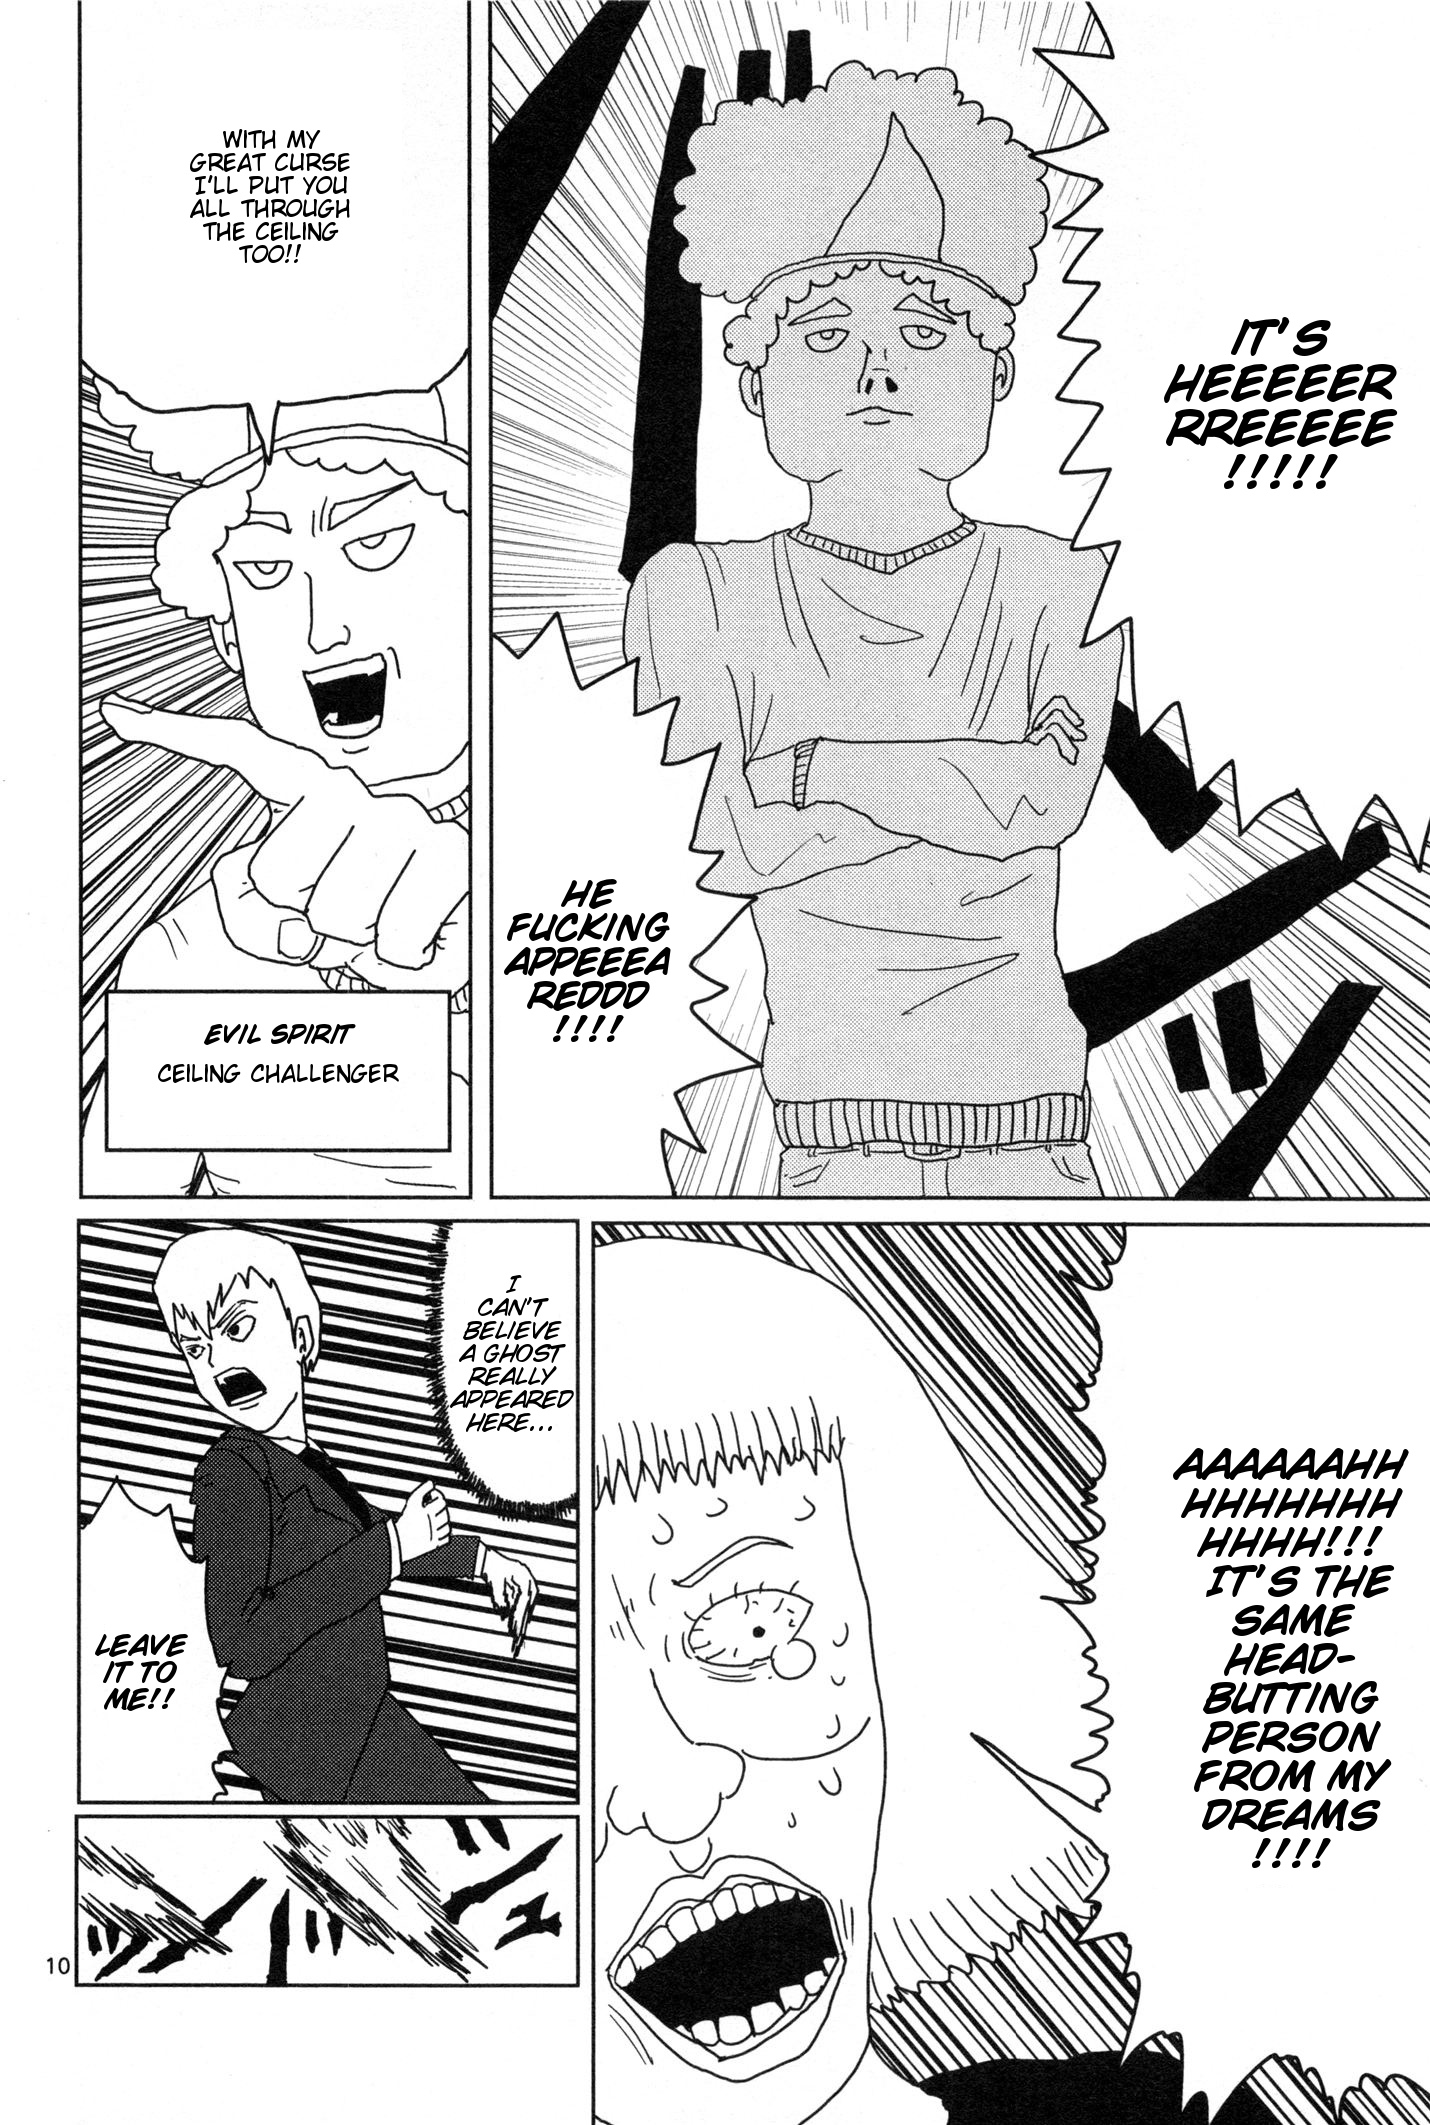 IT'S
HEEEEER
RREEEEE
!!!!!
HE
FUCKING
APPEEEA
REDDD
!!!!
ッ
WITH MY
GREAT CURSE
I'LL PUT YOU
ALL THROUGH
THE CEILING
TOO!!
EVIL SPIRIT
CEILING CHALLENGER
AAAAAAHH
HHHHHHH
HHHH!!!
IT'S THE
SAME
HEAD-
BUTTING
PERSON
FROM MY
DREAMS
!!!!
I
CAN'T
BELIEVE
A GHOST
REALLY
APPEARED
HERE...
LEAVE
IT TO
ME!!
10